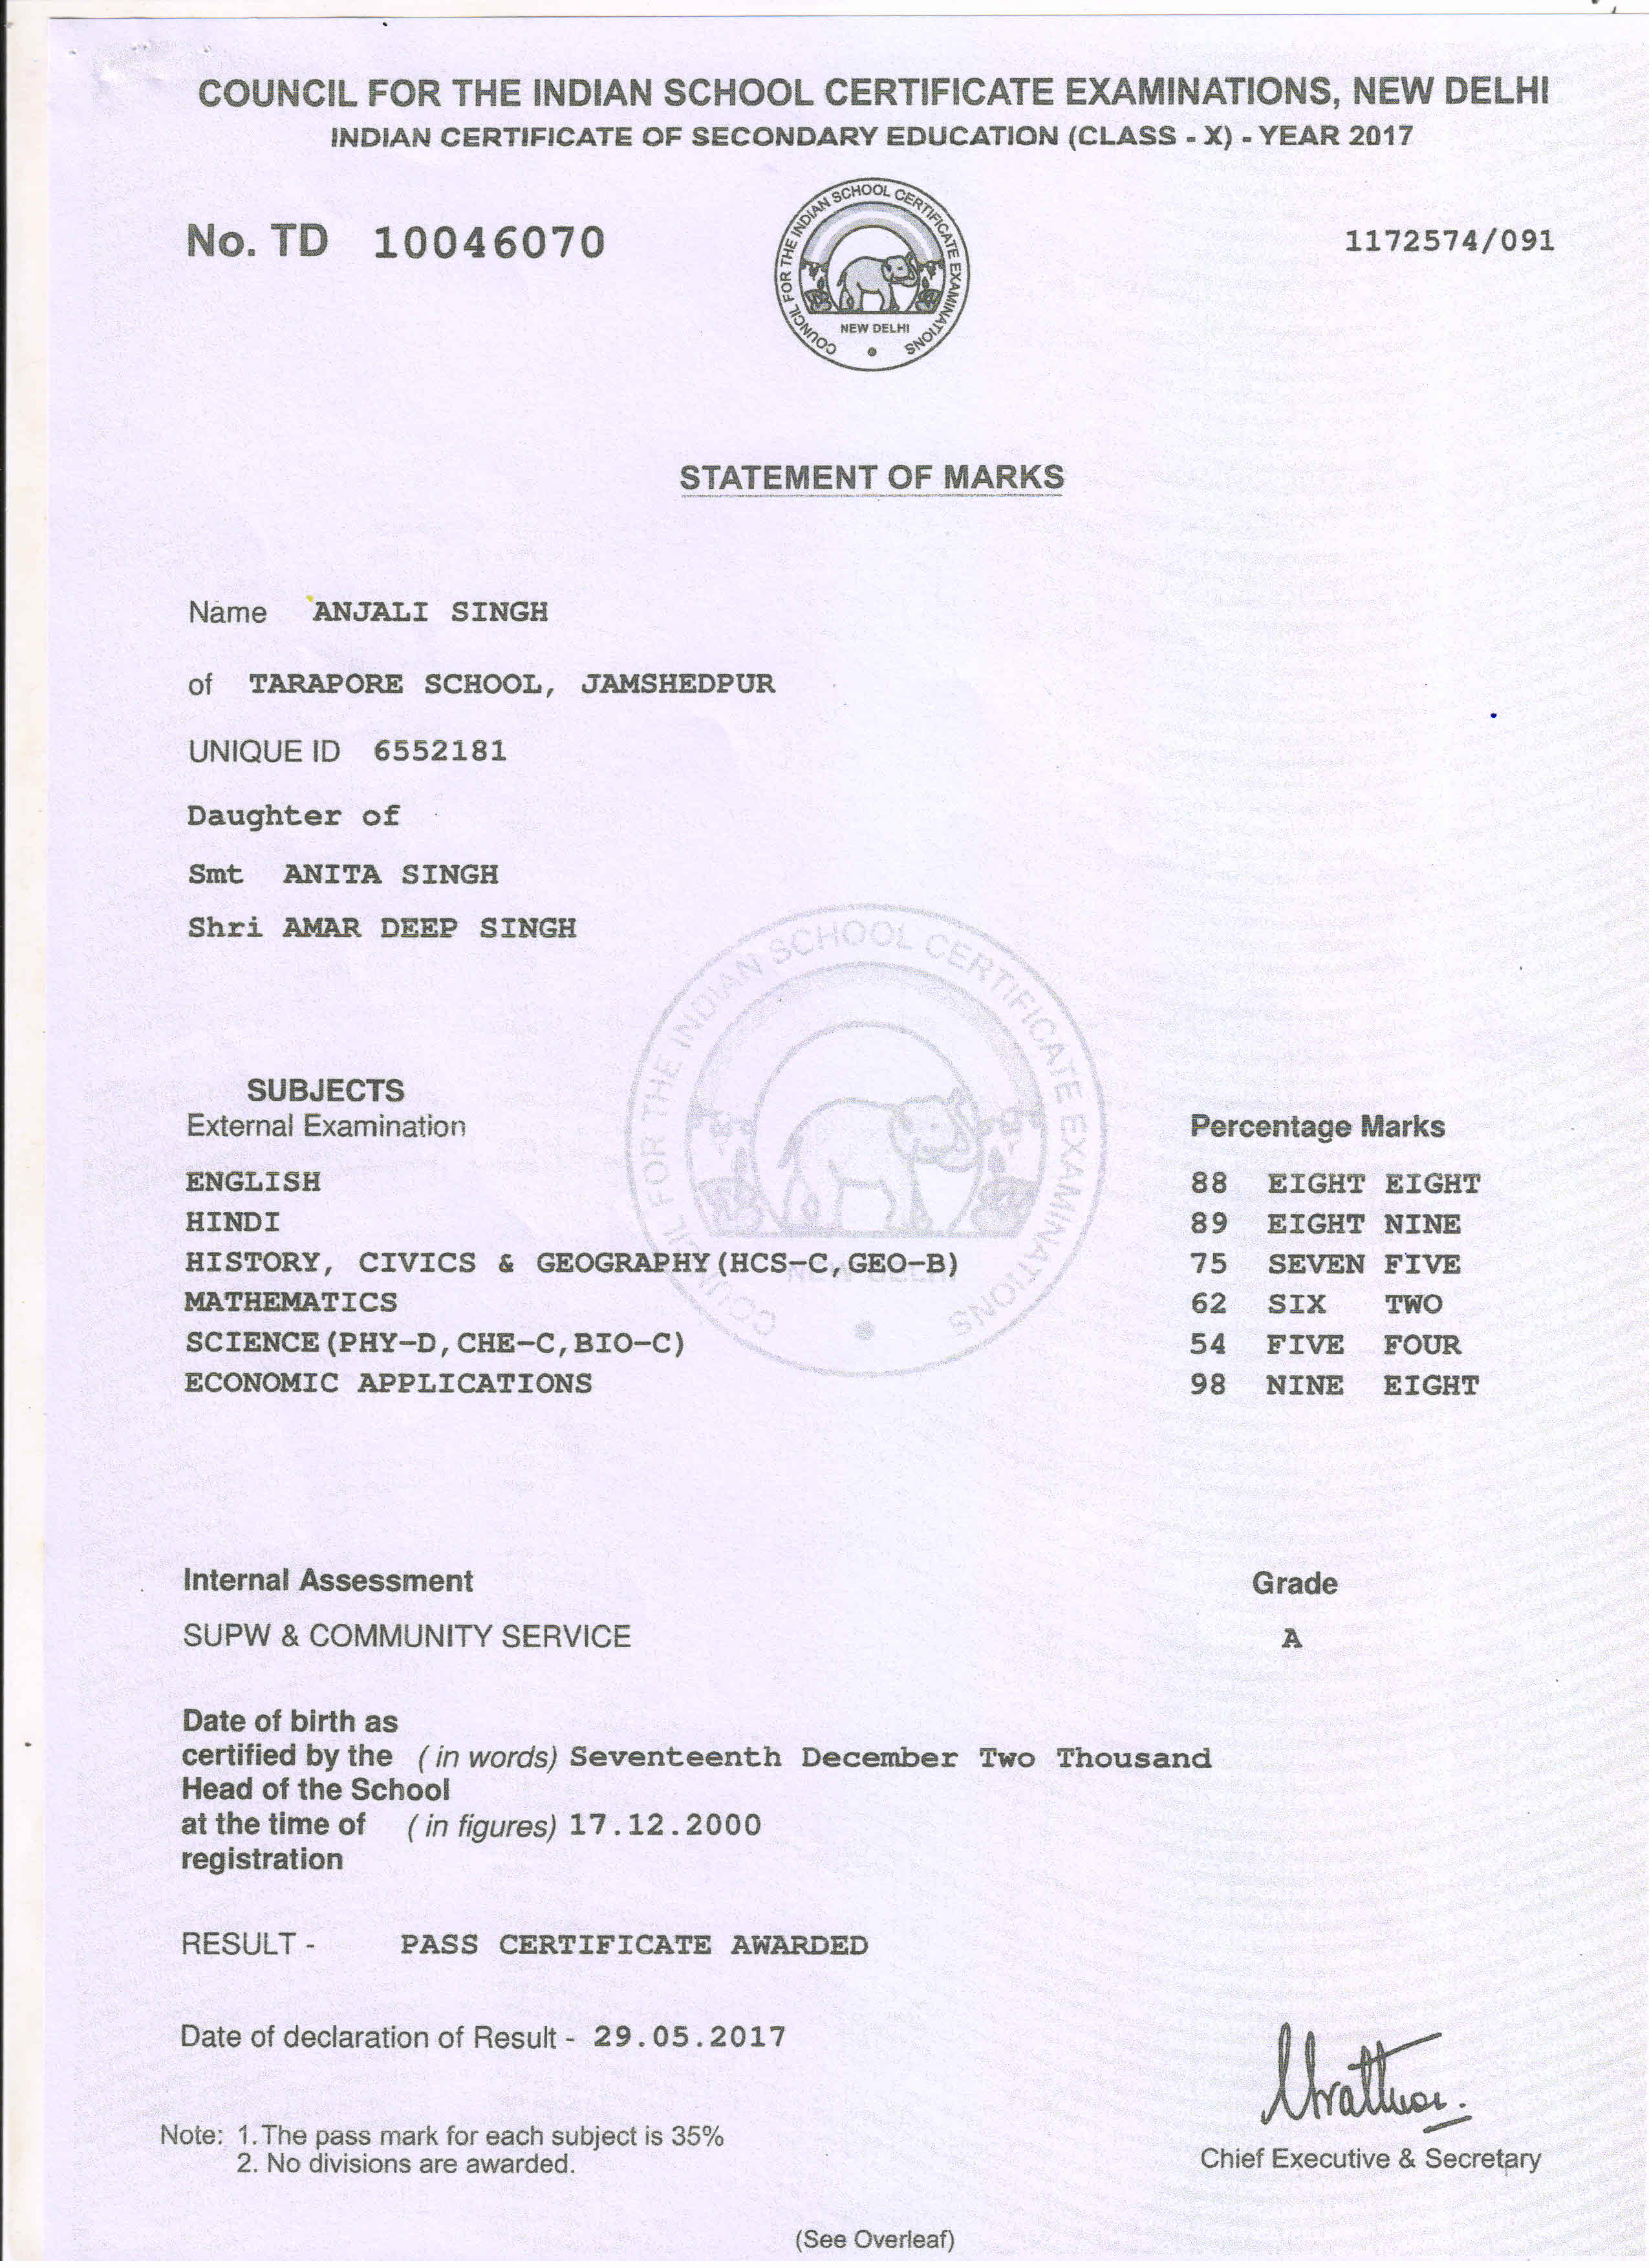 COUNCIL FOR THE INDIAN SCHOOL CERTIFICATE EXAMINATIONS, NEW DELHI
INDIAN CERTIFICATE OF SECONDARY EDUCATION (CLASS - X) - YEAR 2017
No. TD 10046070
COUNCIL FOR THE INDIAN SCHOOL CERTIFICATE EXAMINATIONS
NEW DELHI
1172574/091
STATEMENT OF MARKS
Name ANJALI SINGH
of TARAPORE SCHOOL, JAMSHEDPUR
UNIQUE ID 6552181
Daughter of
Smt ANITA SINGH
Shri AMAR DEEP SINGH
COUNCIL FOR THE INDIAN SCHOOL CERTIFICATE EXAMINATIONS
NEW DELHI
SUBJECTS
External Examination Percentage Marks
ENGLISH 88 EIGHT EIGHT
HINDI 89 EIGHT NINE
HISTORY, CIVICS & GEOGRAPHY(HCS-C,GEO-B) 75 SEVEN FIVE
MATHEMATICS 62 SIX TWO
SCIENCE(PHY-D,CHE-C,BIO-C) 54 FIVE FOUR
ECONOMIC APPLICATIONS 98 NINE EIGHT
Internal Assessment Grade
SUPW & COMMUNITY SERVICE A
Date of birth as
certified by the (in words) Seventeenth December Two Thousand
Head of the School
at the time of (in figures) 17.12.2000
registration
RESULT - PASS CERTIFICATE AWARDED
Date of declaration of Result - 29.05.2017
Note: 1. The pass mark for each subject is 35%
2. No divisions are awarded.
Chief Executive & Secretary
(See Overleaf)